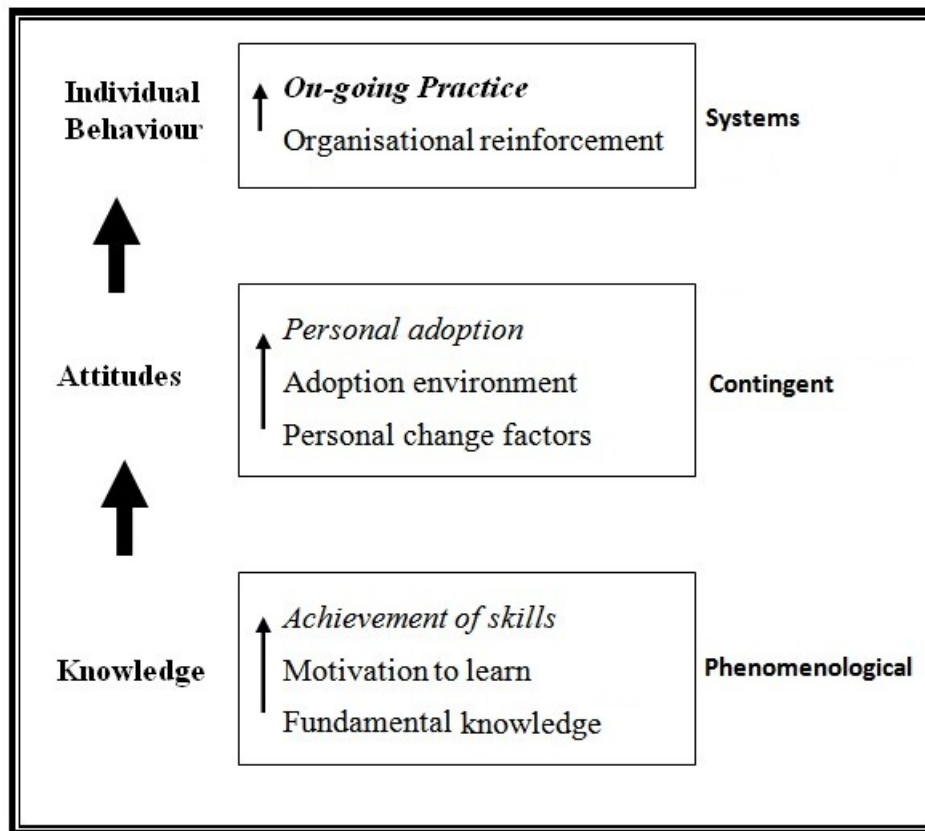 Individual
Behaviour
On-going Practice
Organisational reinforcement
Systems
Attitudes
Personal adoption
Adoption environment
Personal change factors
Contingent
Knowledge
Achievement of skills
Motivation to learn
Fundamental knowledge
Phenomenological